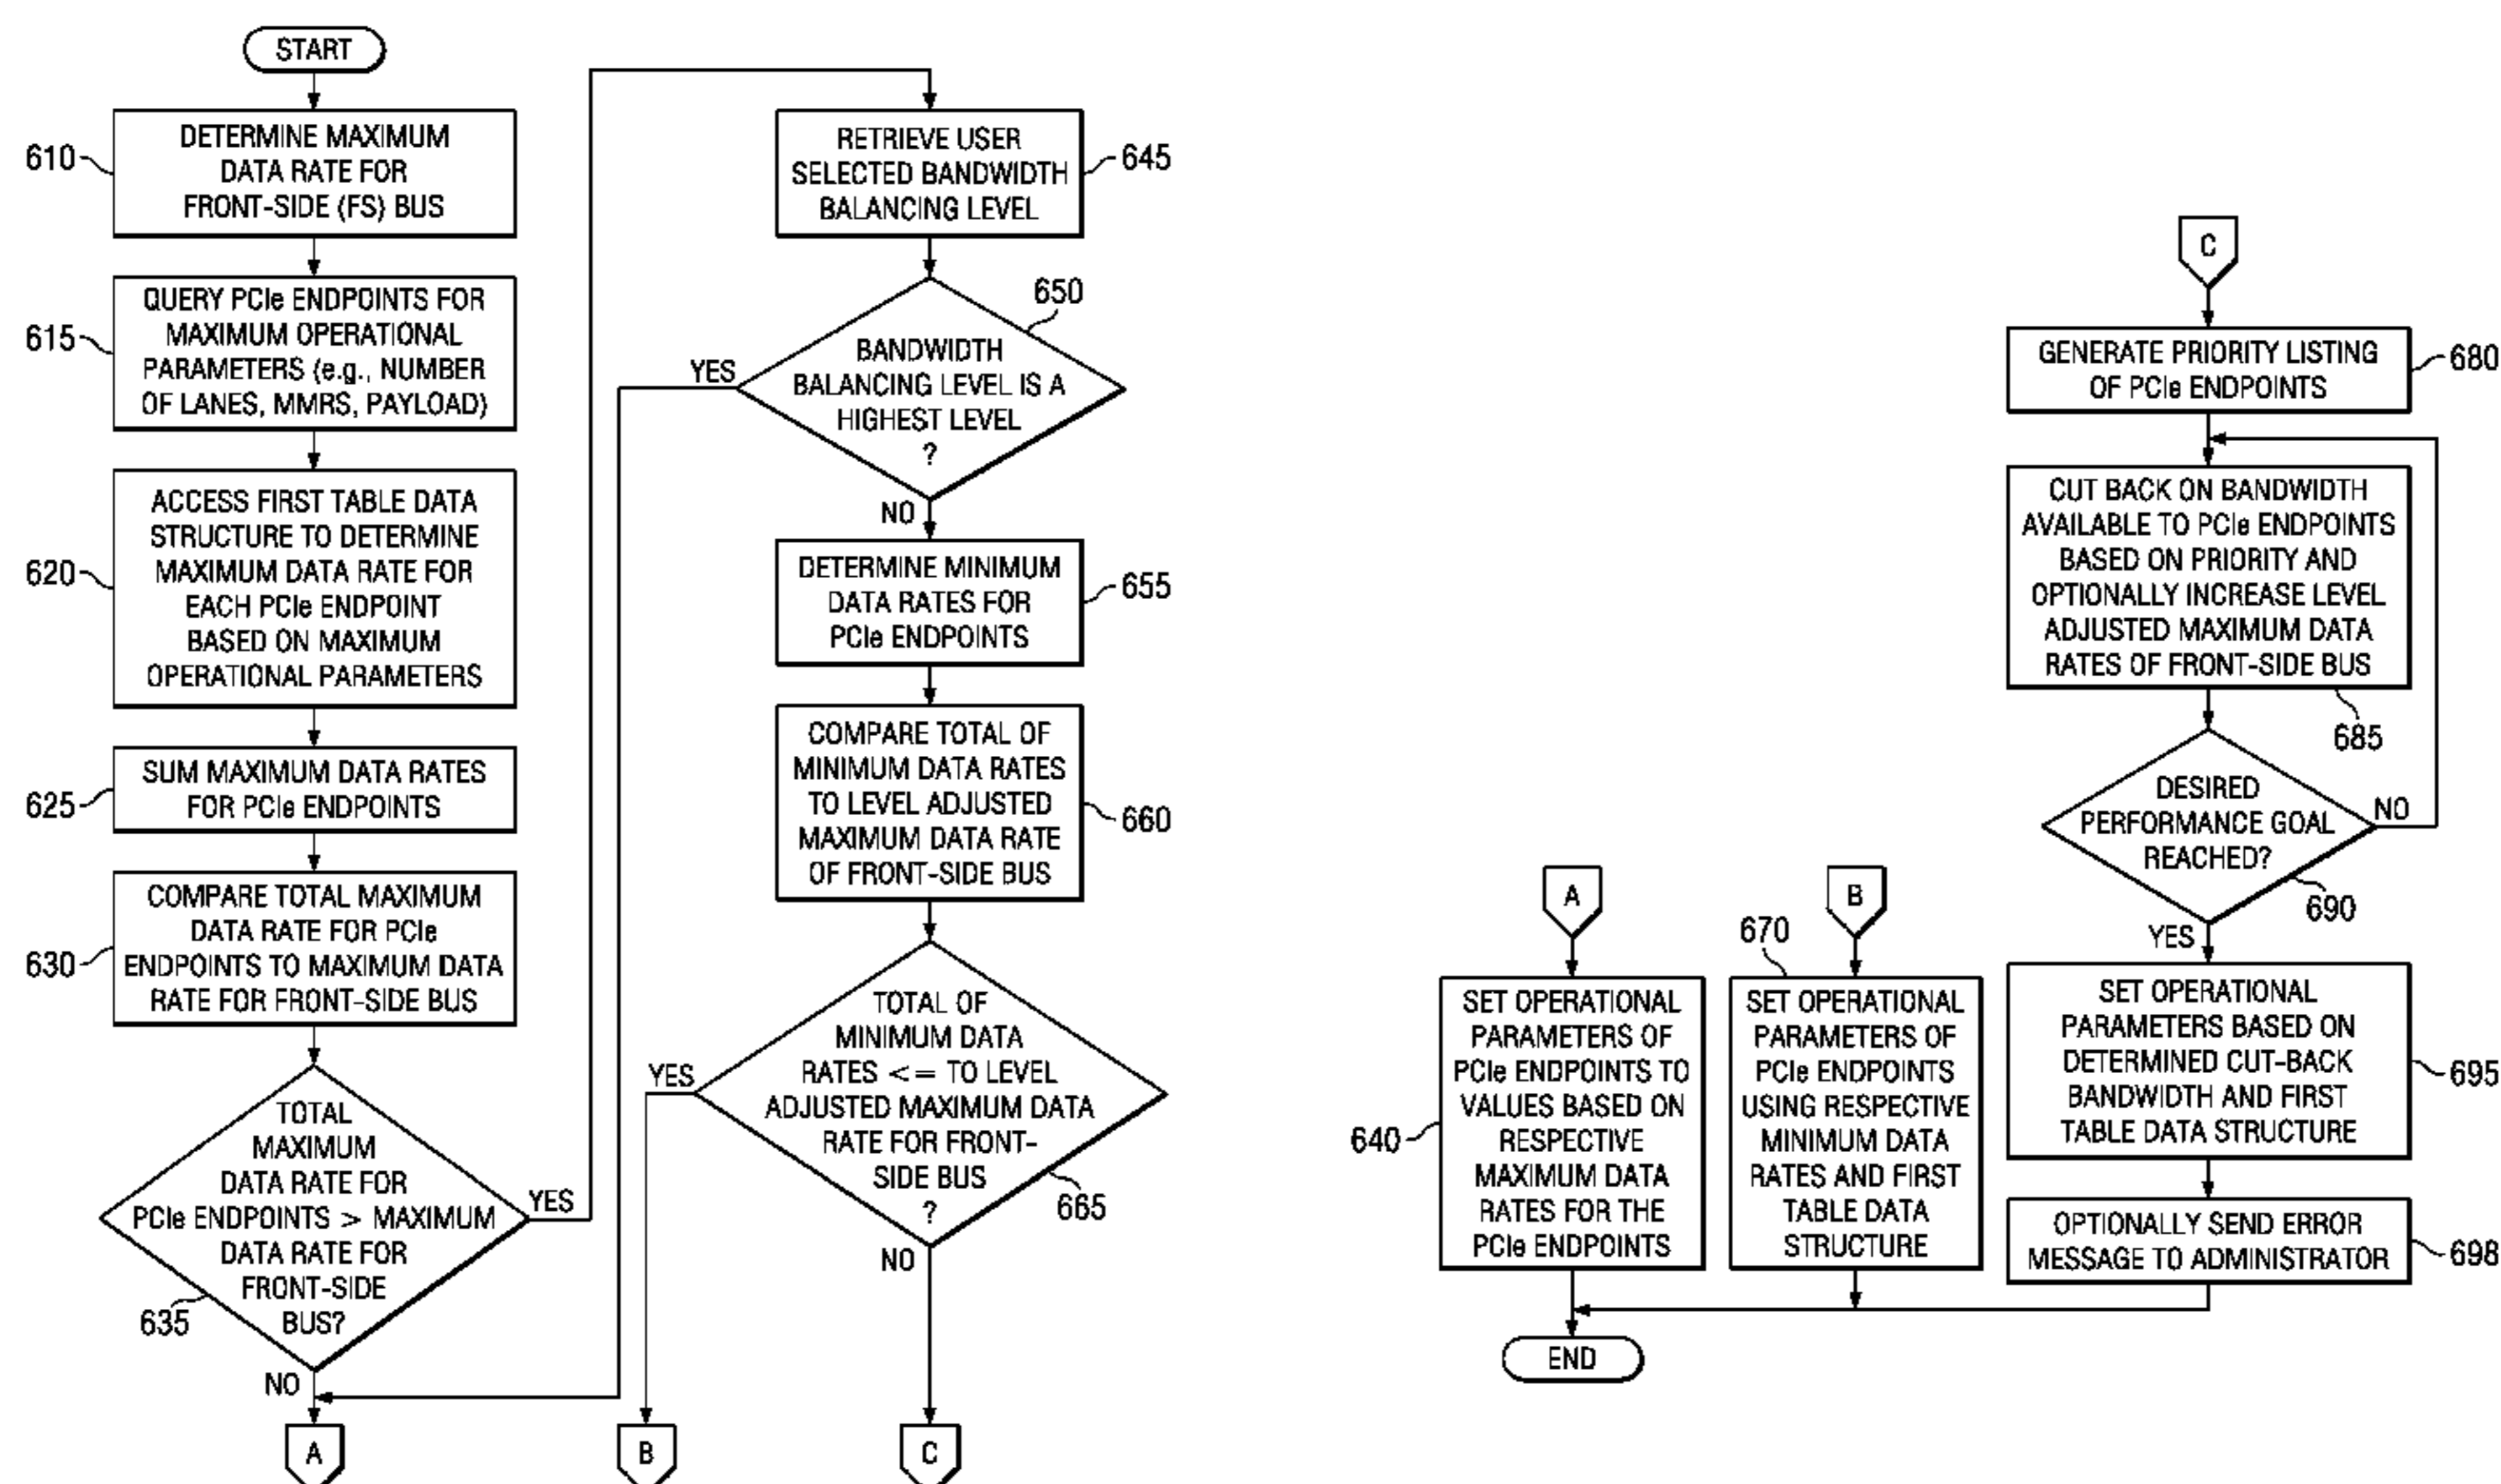 START
610
DETERMINE MAXIMUM
DATA RATE FOR
FRONT-SIDE (FS) BUS
615
QUERY PCIe ENDPOINTS FOR
MAXIMUM OPERATIONAL
PARAMETERS (e.g., NUMBER
OF LANES, MMRS, PAYLOAD)
620
ACCESS FIRST TABLE DATA
STRUCTURE TO DETERMINE
MAXIMUM DATA RATE FOR
EACH PCIe ENDPOINT
BASED ON MAXIMUM
OPERATIONAL PARAMETERS
625
SUM MAXIMUM DATA RATES
FOR PCIe ENDPOINTS
630
COMPARE TOTAL MAXIMUM
DATA RATE FOR PCIe
ENDPOINTS TO MAXIMUM DATA
RATE FOR FRONT-SIDE BUS
TOTAL
MAXIMUM
DATA RATE FOR
PCIe ENDPOINTS > MAXIMUM
DATA RATE FOR
FRONT-SIDE
BUS?
635
YES
NO
A
RETRIEVE USER
SELECTED BANDWIDTH
BALANCING LEVEL
645
650
BANDWIDTH
BALANCING LEVEL IS A
HIGHEST LEVEL
?
YES
NO
DETERMINE MINIMUM
DATA RATES FOR
PCIe ENDPOINTS
655
COMPARE TOTAL OF
MINIMUM DATA RATES
TO LEVEL ADJUSTED
MAXIMUM DATA RATE
OF FRONT-SIDE BUS
660
TOTAL OF
MINIMUM DATA
RATES <= TO LEVEL
ADJUSTED MAXIMUM DATA
RATE FOR FRONT-
SIDE BUS
?
665
YES
NO
B
C
A
640
SET OPERATIONAL
PARAMETERS OF
PCIe ENDPOINTS TO
VALUES BASED ON
RESPECTIVE
MAXIMUM DATA
RATES FOR THE
PCIe ENDPOINTS
B
670
SET OPERATIONAL
PARAMETERS OF
PCIe ENDPOINTS
USING RESPECTIVE
MINIMUM DATA
RATES AND FIRST
TABLE DATA
STRUCTURE
C
GENERATE PRIORITY LISTING
OF PCIe ENDPOINTS
680
CUT BACK ON BANDWIDTH
AVAILABLE TO PCIe ENDPOINTS
BASED ON PRIORITY AND
OPTIONALLY INCREASE LEVEL
ADJUSTED MAXIMUM DATA
RATES OF FRONT-SIDE BUS
685
DESIRED
PERFORMANCE GOAL
REACHED?
690
NO
YES
SET OPERATIONAL
PARAMETERS BASED ON
DETERMINED CUT-BACK
BANDWIDTH AND FIRST
TABLE DATA STRUCTURE
695
OPTIONALLY SEND ERROR
MESSAGE TO ADMINISTRATOR
698
END